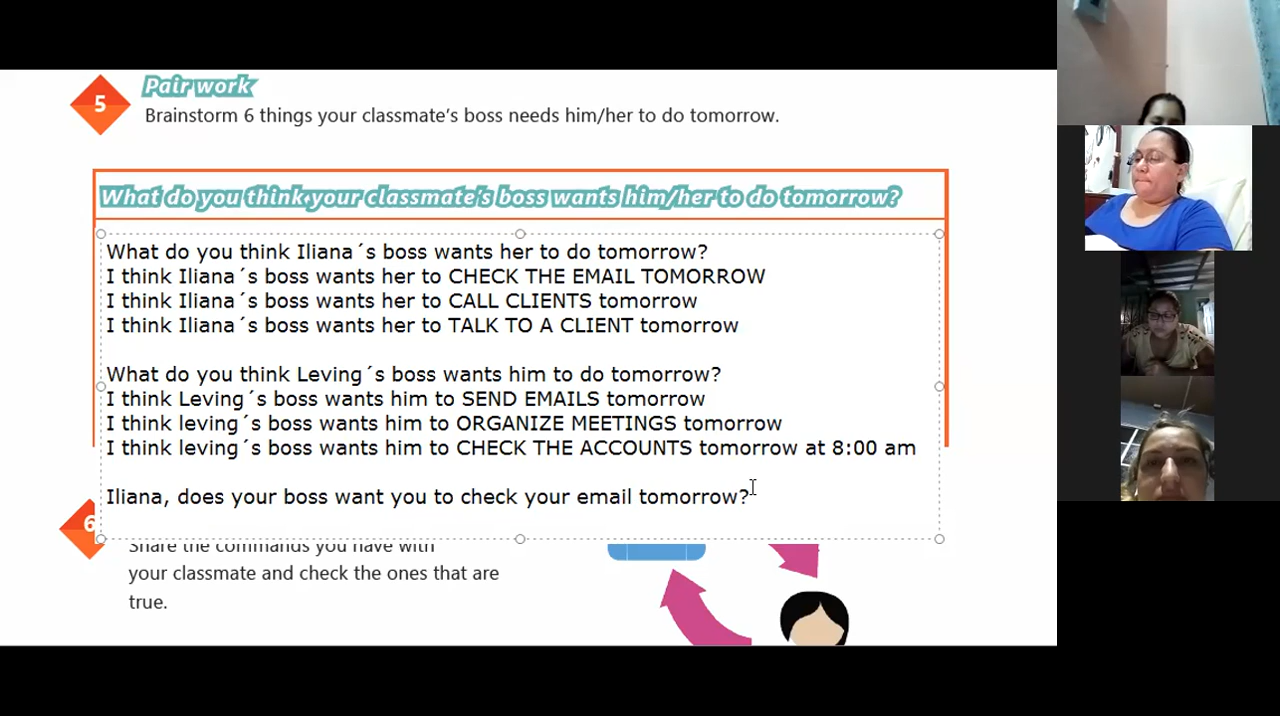 5
Pair work
Brainstorm 6 things your classmate's boss needs him/her to do tomorrow.
What do you think your classmate's boss wants him/her to do tomorrow?
What do you think Iliana´s boss wants her to do tomorrow?
I think Iliana´s boss wants her to CHECK THE EMAIL TOMORROW
I think Iliana´s boss wants her to CALL CLIENTS tomorrow
I think Iliana´s boss wants her to TALK TO A CLIENT tomorrow
What do you think Leving´s boss wants him to do tomorrow?
I think Leving´s boss wants him to SEND EMAILS tomorrow
I think leving´s boss wants him to ORGANIZE MEETINGS tomorrow
I think leving´s boss wants him to CHECK THE ACCOUNTS tomorrow at 8:00 am
Iliana, does your boss want you to check your email tomorrow?
6
Share the commands you have with
your classmate and check the ones that are
true.